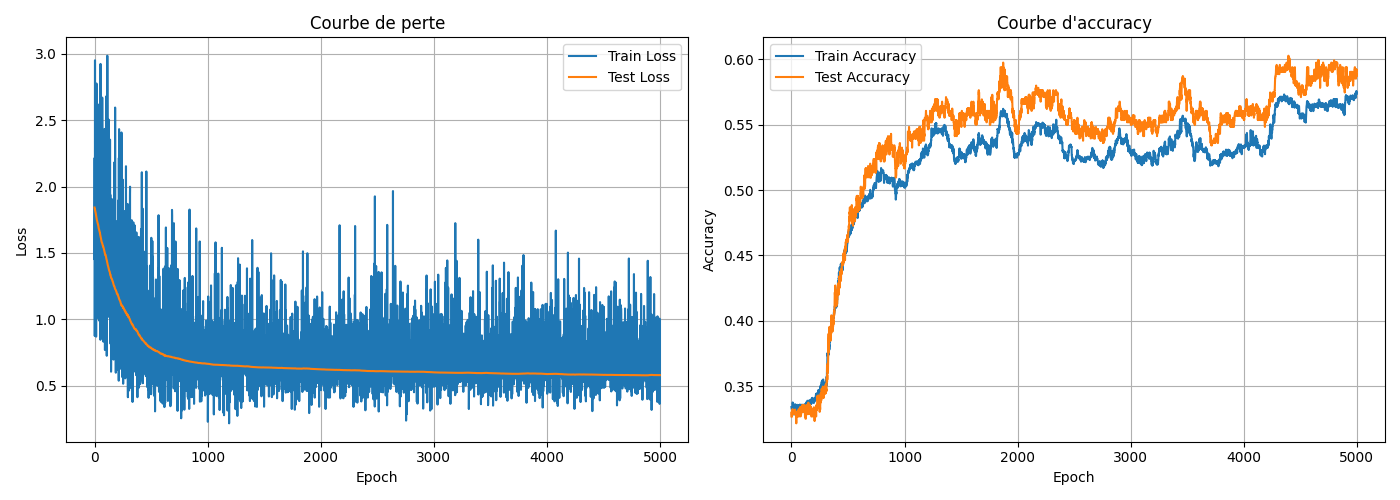 Courbe de perte
3.0
2.5
2.0
1.5
1.0
0.5
Loss
Train Loss
Test Loss
0
1000
2000
3000
4000
5000
Epoch
Courbe d'accuracy
0.60
0.55
0.50
0.45
0.40
0.35
Accuracy
Train Accuracy
Test Accuracy
0
1000
2000
3000
4000
5000
Epoch